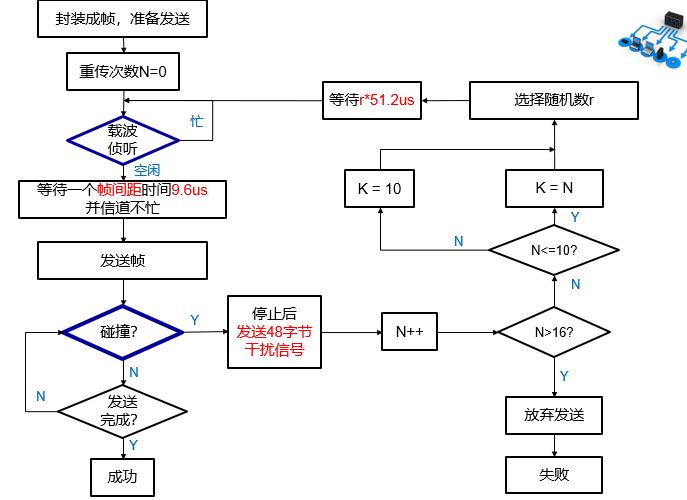 封装成帧，准备发送
重传次数N=0
载波
侦听
忙
空闲
等待一个帧间距时间9.6us
并信道不忙
发送帧
碰撞?
Y
N
发送
完成?
N
Y
成功
停止后
发送48字节
干扰信号
N++
N>16?
N
Y
放弃发送
失败
N<=10?
N
Y
K = 10
K = N
选择随机数r
等待r*51.2us